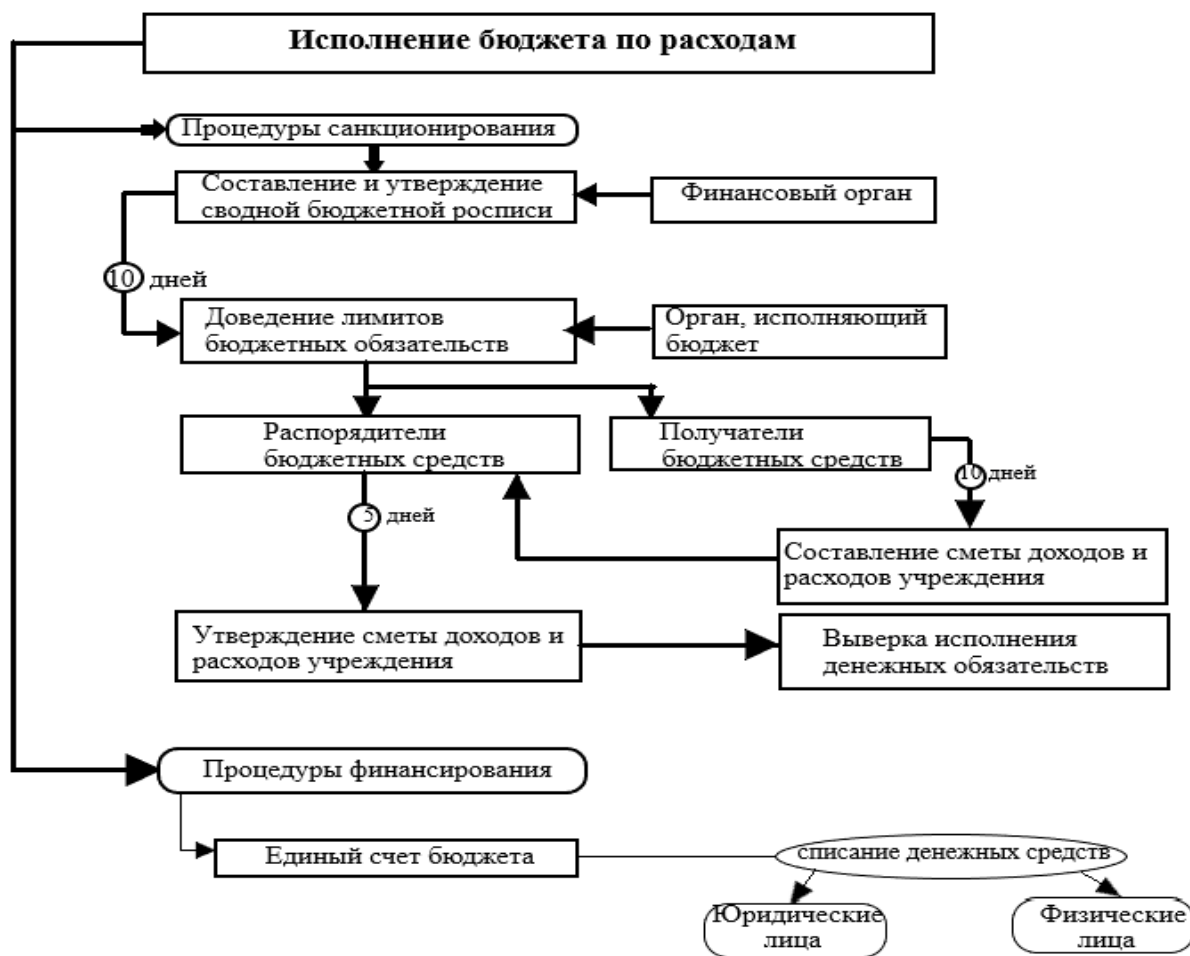 Исполнение бюджета по расходам
Процедуры санкционирования
Составление и утверждение
сводной бюджетной росписи
Финансовый орган
10 дней
Доведение лимитов
бюджетных обязательств
Орган, исполняющий
бюджет
Распорядители
бюджетных средств
Получатели
бюджетных средств
10 дней
5 дней
Составление сметы доходов и
расходов учреждения
Утверждение сметы доходов и
расходов учреждения
Выверка исполнения
денежных обязательств
Процедуры финансирования
Единый счет бюджета
списание денежных средств
Юридические
лица
Физические
лица